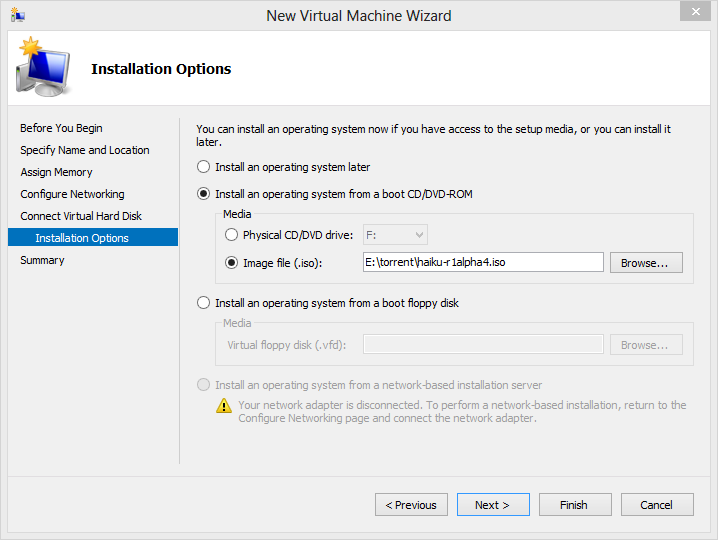 New Virtual Machine Wizard
Installation Options
Before You Begin
Specify Name and Location
Assign Memory
Configure Networking
Connect Virtual Hard Disk
Installation Options
Summary
You can install an operating system now if you have access to the setup media, or you can install it
later.
Install an operating system later
Install an operating system from a boot CD/DVD-ROM
Media
Physical CD/DVD drive: F:
Image file (.iso): E:\torrent\haiku-r1alpha4.iso Browse...
Install an operating system from a boot floppy disk
Media
Virtual floppy disk (.vfd): Browse...
Install an operating system from a network-based installation server
Your network adapter is disconnected. To perform a network-based installation, return to the
Configure Networking page and connect the network adapter.
< Previous Next > Finish Cancel